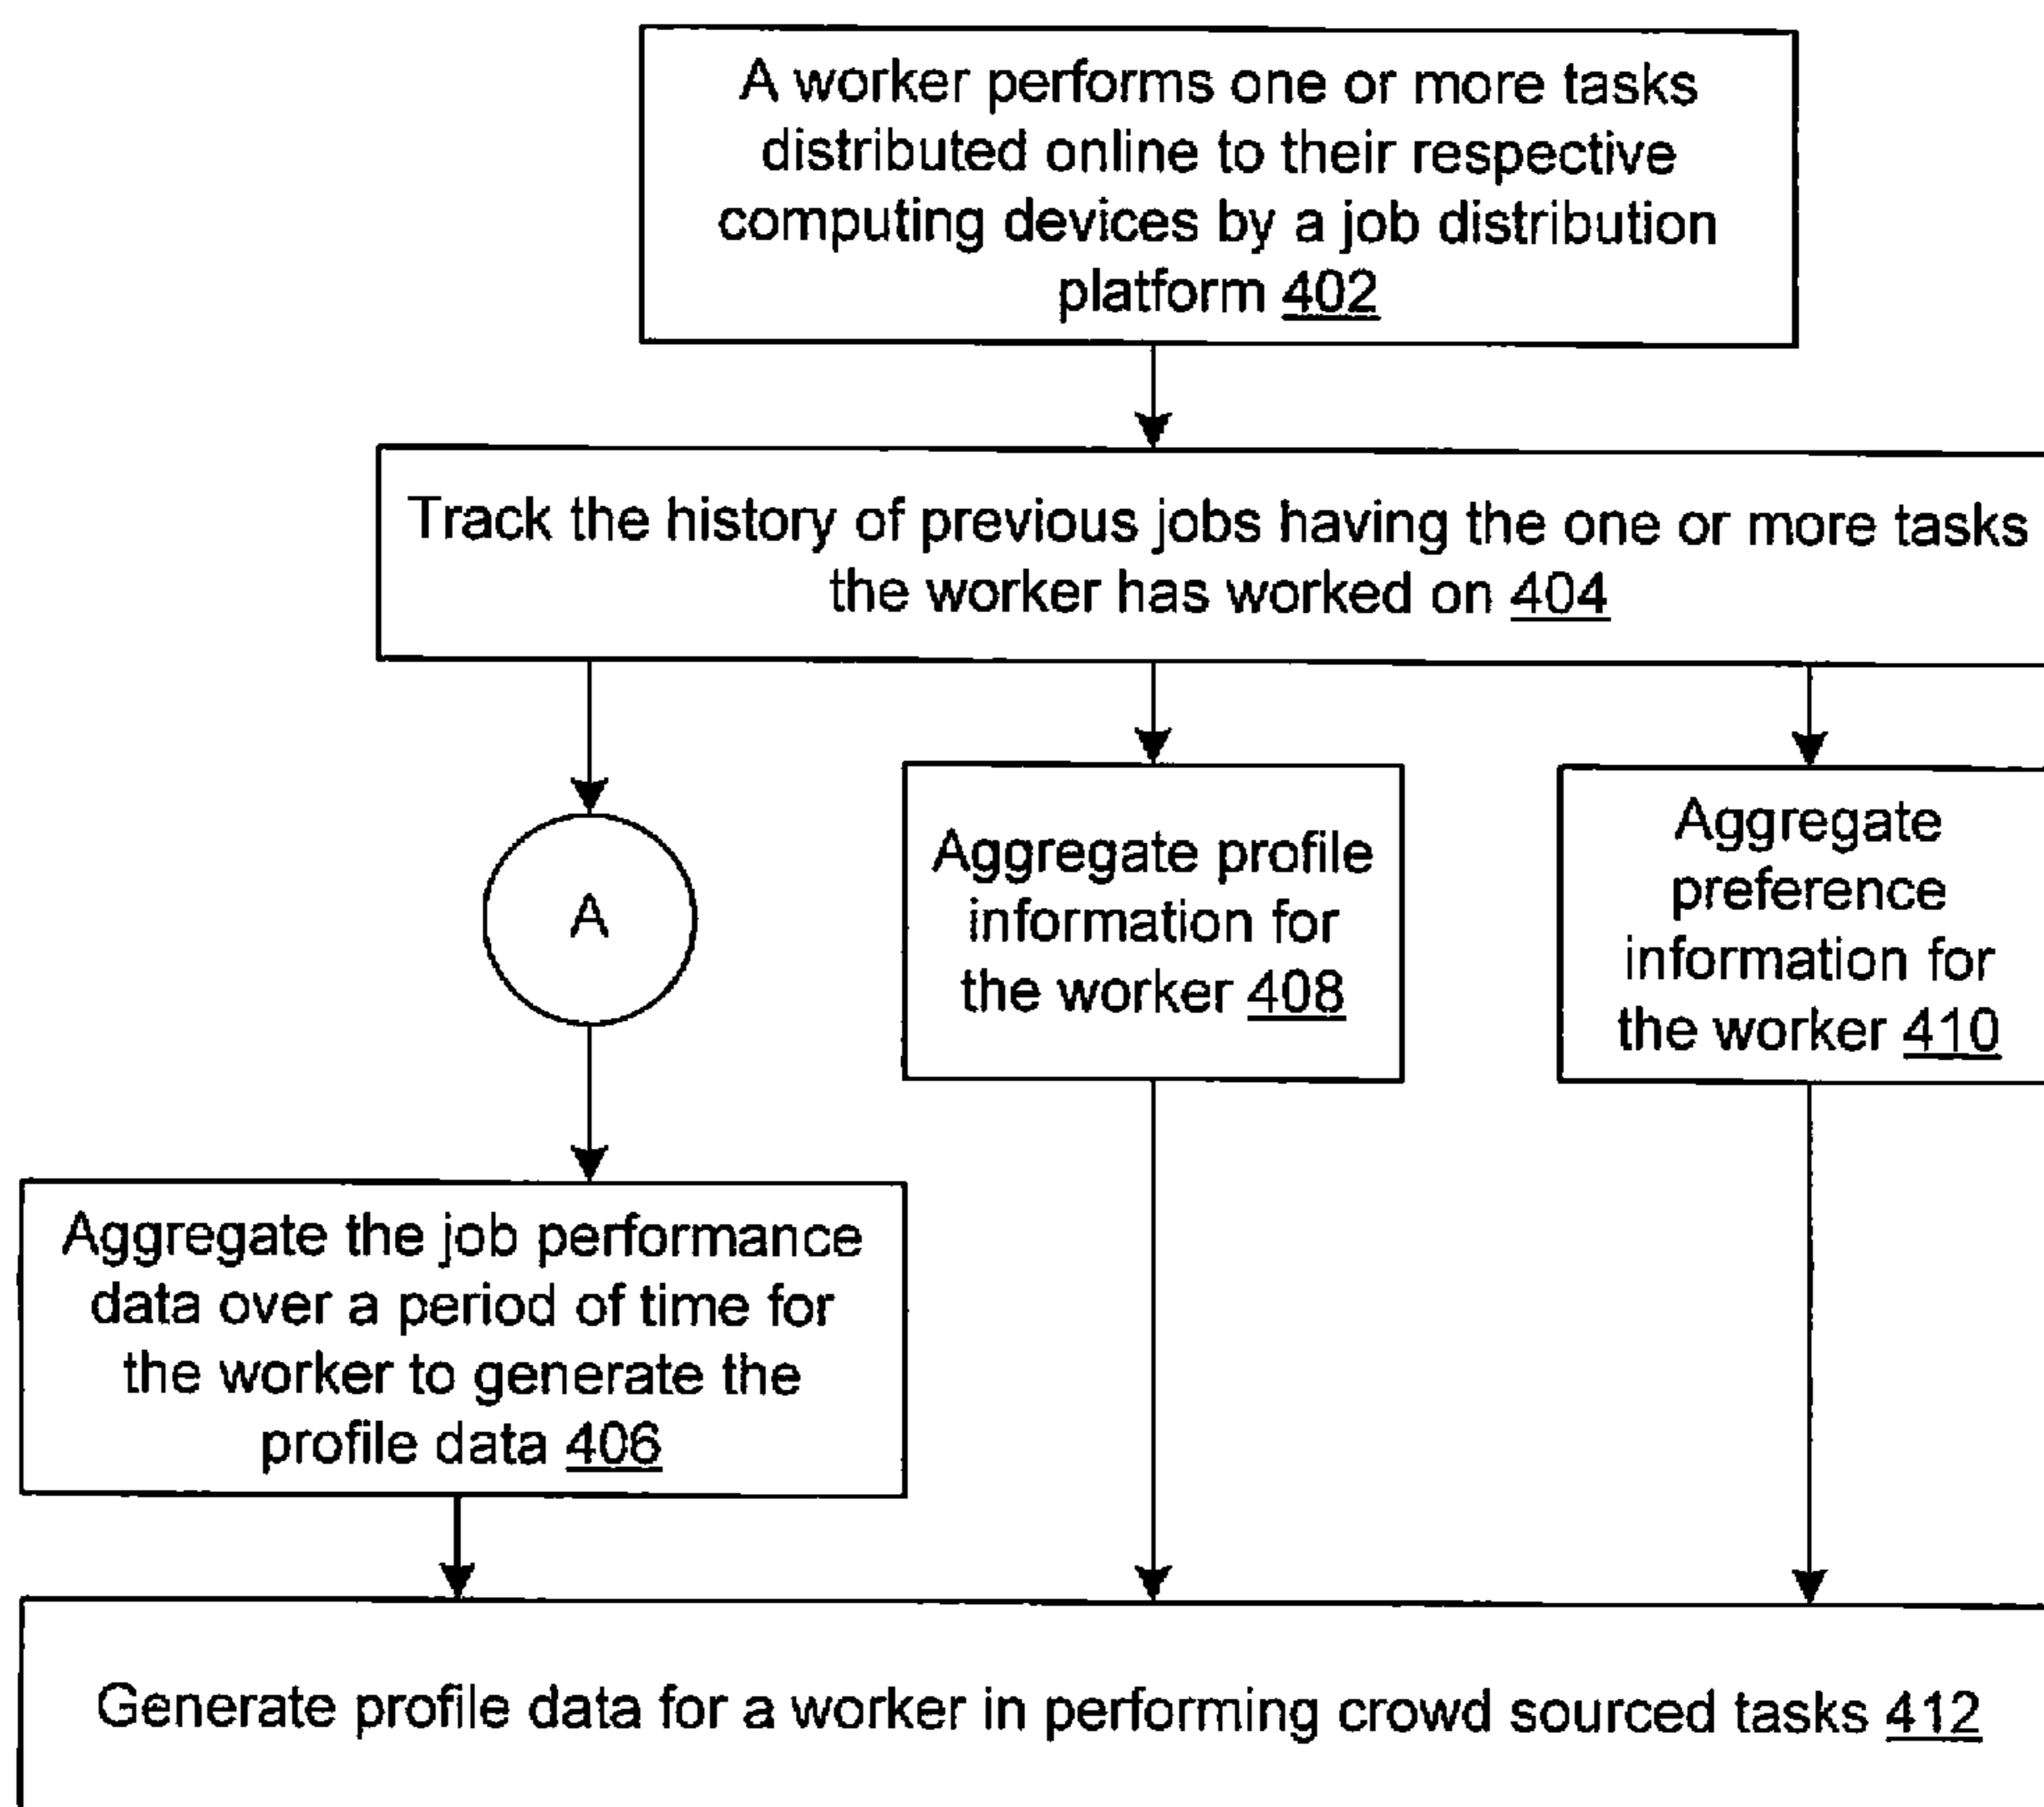 A worker performs one or more tasks
distributed online to their respective
computing devices by a job distribution
platform 402
Track the history of previous jobs having the one or more tasks
the worker has worked on 404
A
Aggregate profile
information for
the worker 408
Aggregate
preference
information for
the worker 410
Aggregate the job performance
data over a period of time for
the worker to generate the
profile data 406
Generate profile data for a worker in performing crowd sourced tasks 412